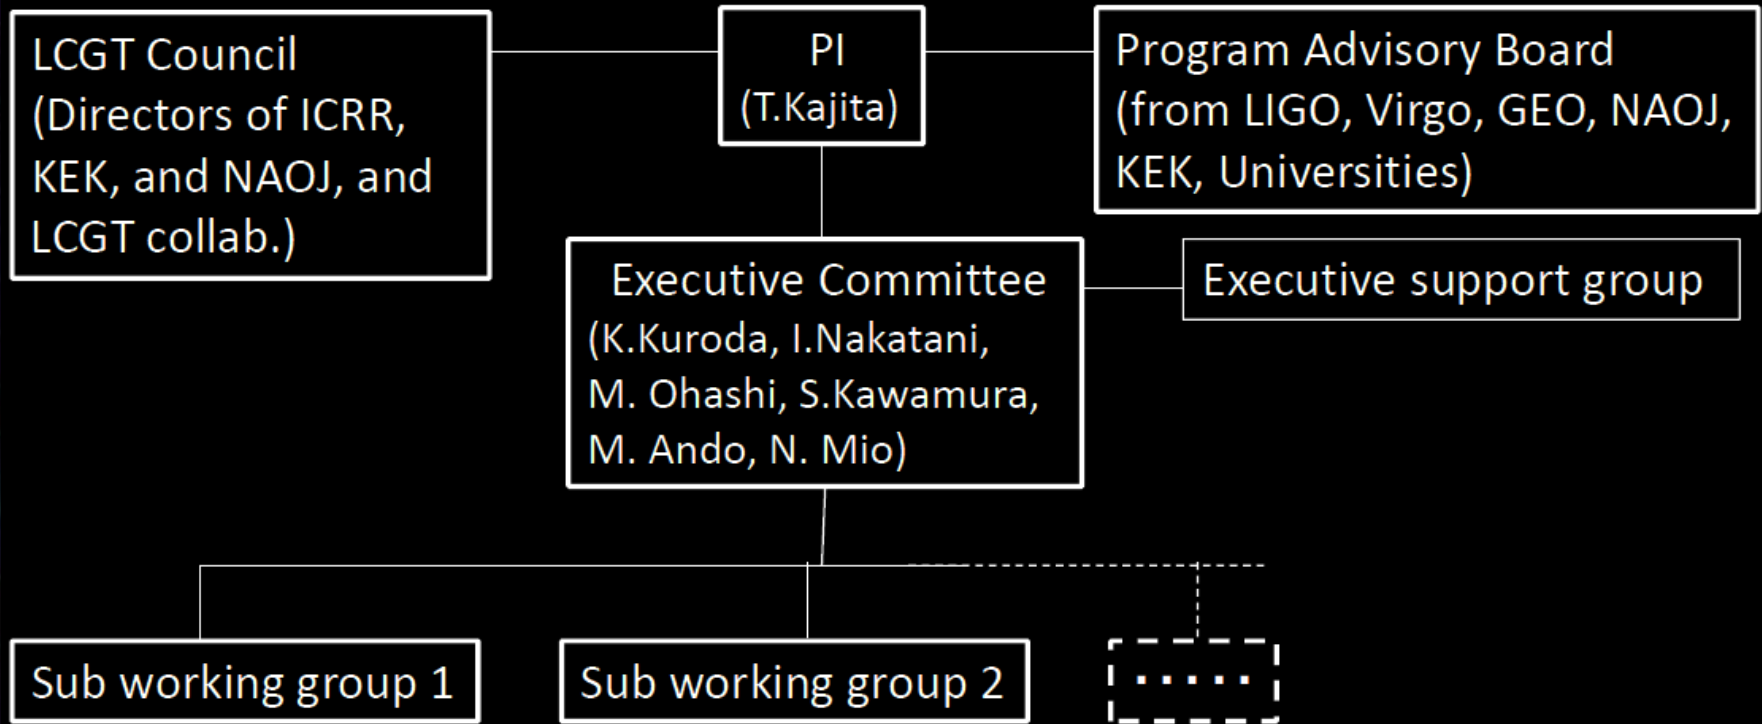 LCGT Council
(Directors of ICRR,
KEK, and NAOJ, and
LCGT collab.)
PI
(T.Kajita)
Program Advisory Board
(from LIGO, Virgo, GEO, NAOJ,
KEK, Universities)
Executive Committee
(K.Kuroda, I.Nakatani,
M. Ohashi, S.Kawamura,
M. Ando, N. Mio)
Executive support group
Sub working group 1
Sub working group 2
.....